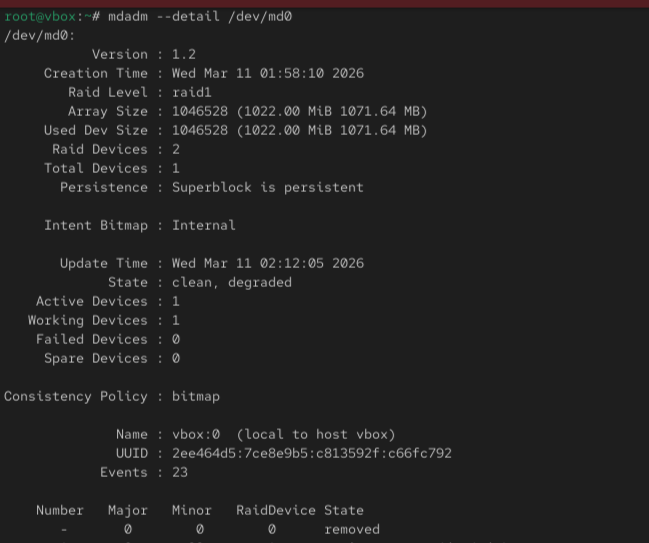 root@vbox:~# mdadm --detail /dev/md0
/dev/md0:
Version : 1.2
Creation Time : Wed Mar 11 01:58:10 2026
Raid Level : raid1
Array Size : 1046528 (1022.00 MiB 1071.64 MB)
Used Dev Size : 1046528 (1022.00 MiB 1071.64 MB)
Raid Devices : 2
Total Devices : 1
Persistence : Superblock is persistent
Intent Bitmap : Internal
Update Time : Wed Mar 11 02:12:05 2026
State : clean, degraded
Active Devices : 1
Working Devices : 1
Failed Devices : 0
Spare Devices : 0
Consistency Policy : bitmap
Name : vbox:0  (local to host vbox)
UUID : 2ee464d5:7ce8e9b5:c813592f:c66fc792
Events : 23
Number   Major   Minor   RaidDevice State
-       0        0        0      removed